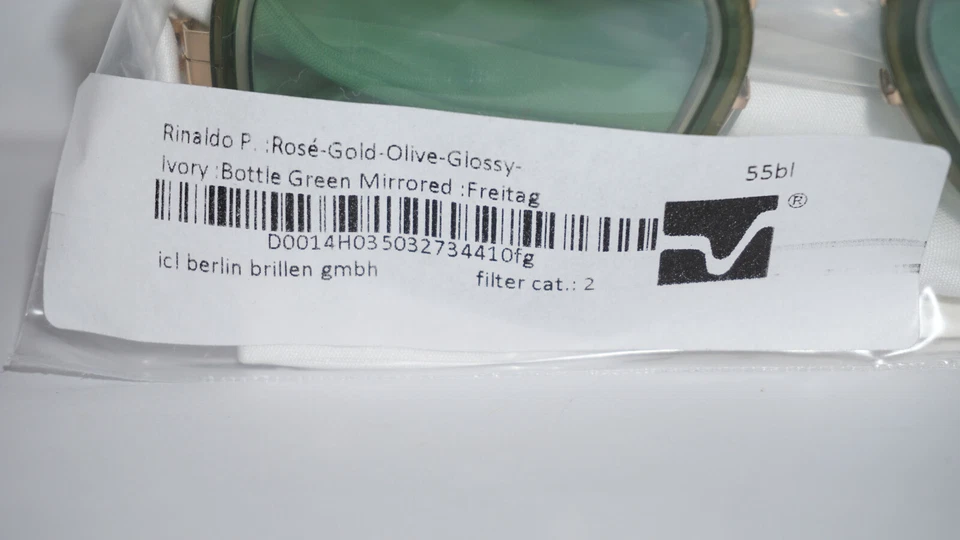 Rinaldo P. :Rosé-Gold-Olive-Glossy-
Ivory :Bottle Green Mirrored :Freitag
55bl
®
D0014H035032734410fg
ic! berlin brillen gmbh
filter cat.: 2